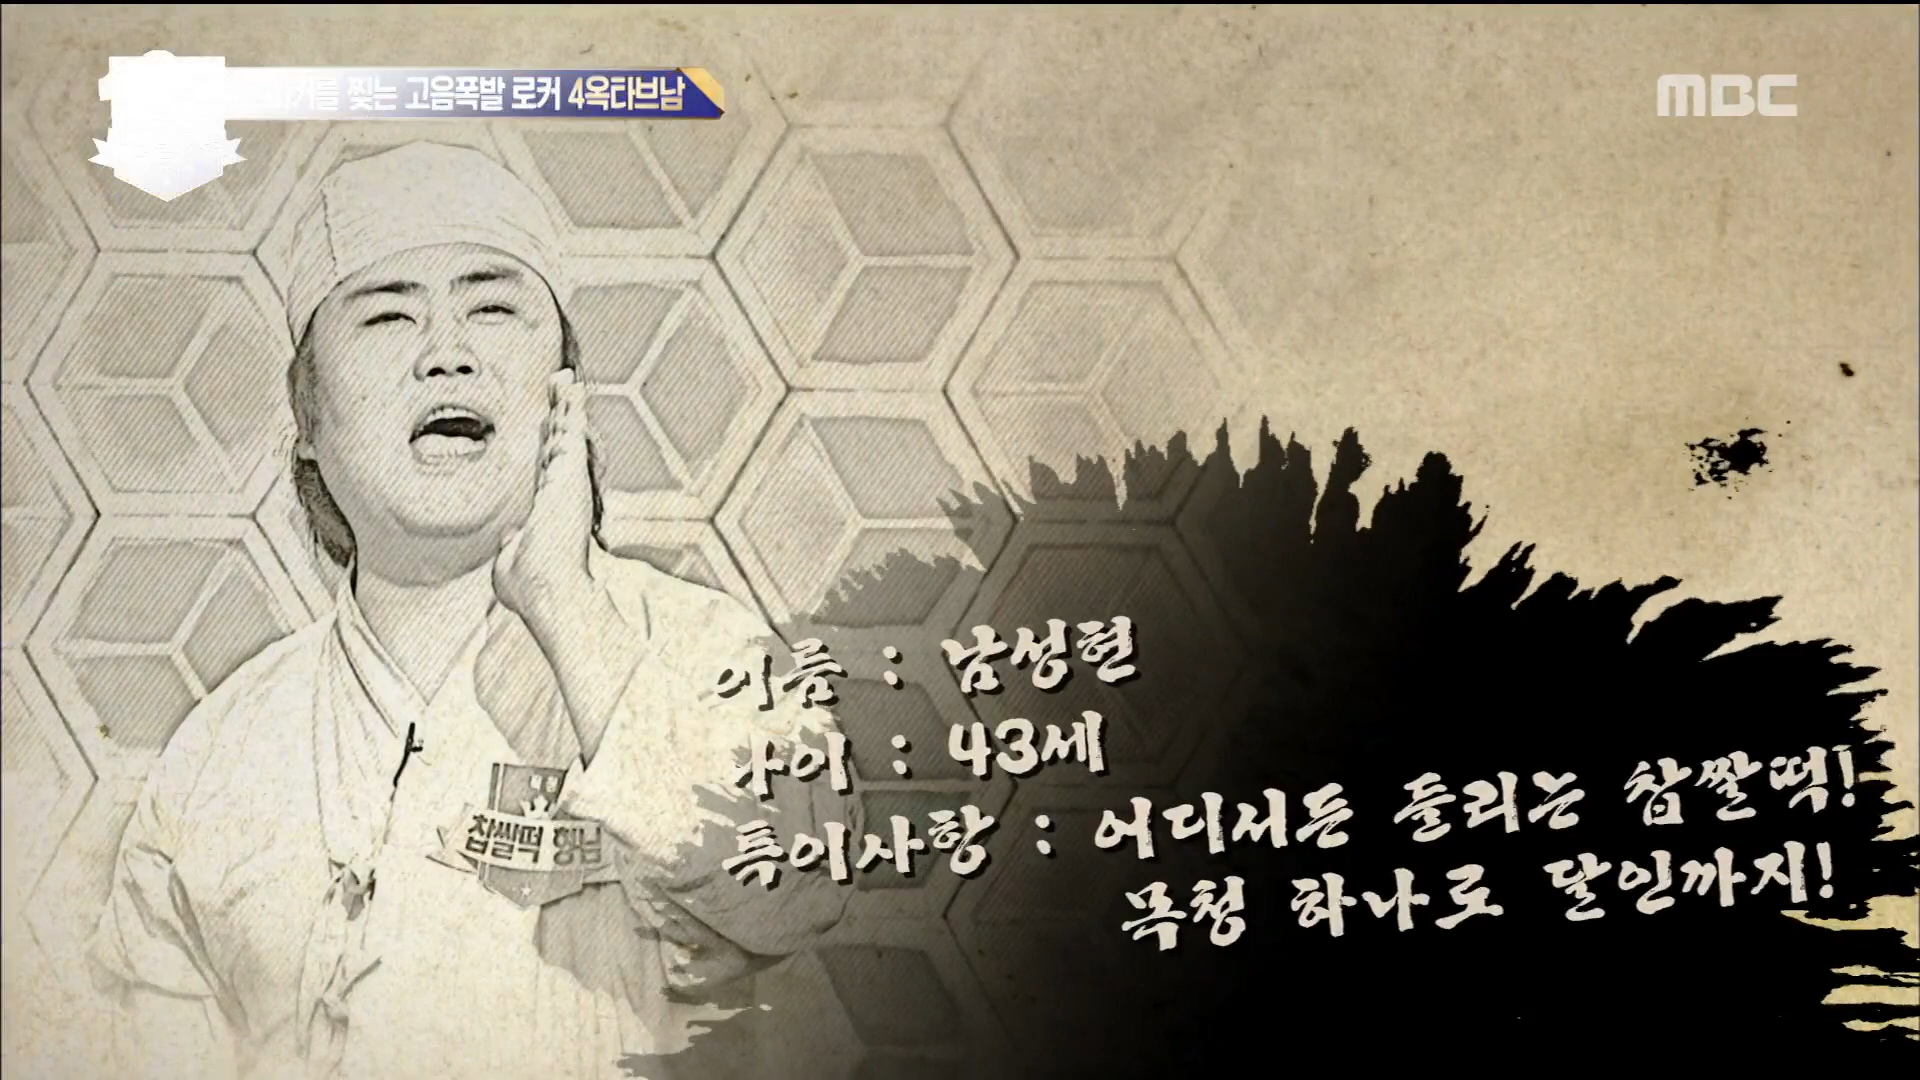 찢는 고음폭발 로커 4옥타브남
MBC
이름 : 남성현
나이 : 43세
특이사항 : 어디서든 들리는 찹쌀떡!
목청 하나로 달인까지!
찹쌀떡 형님